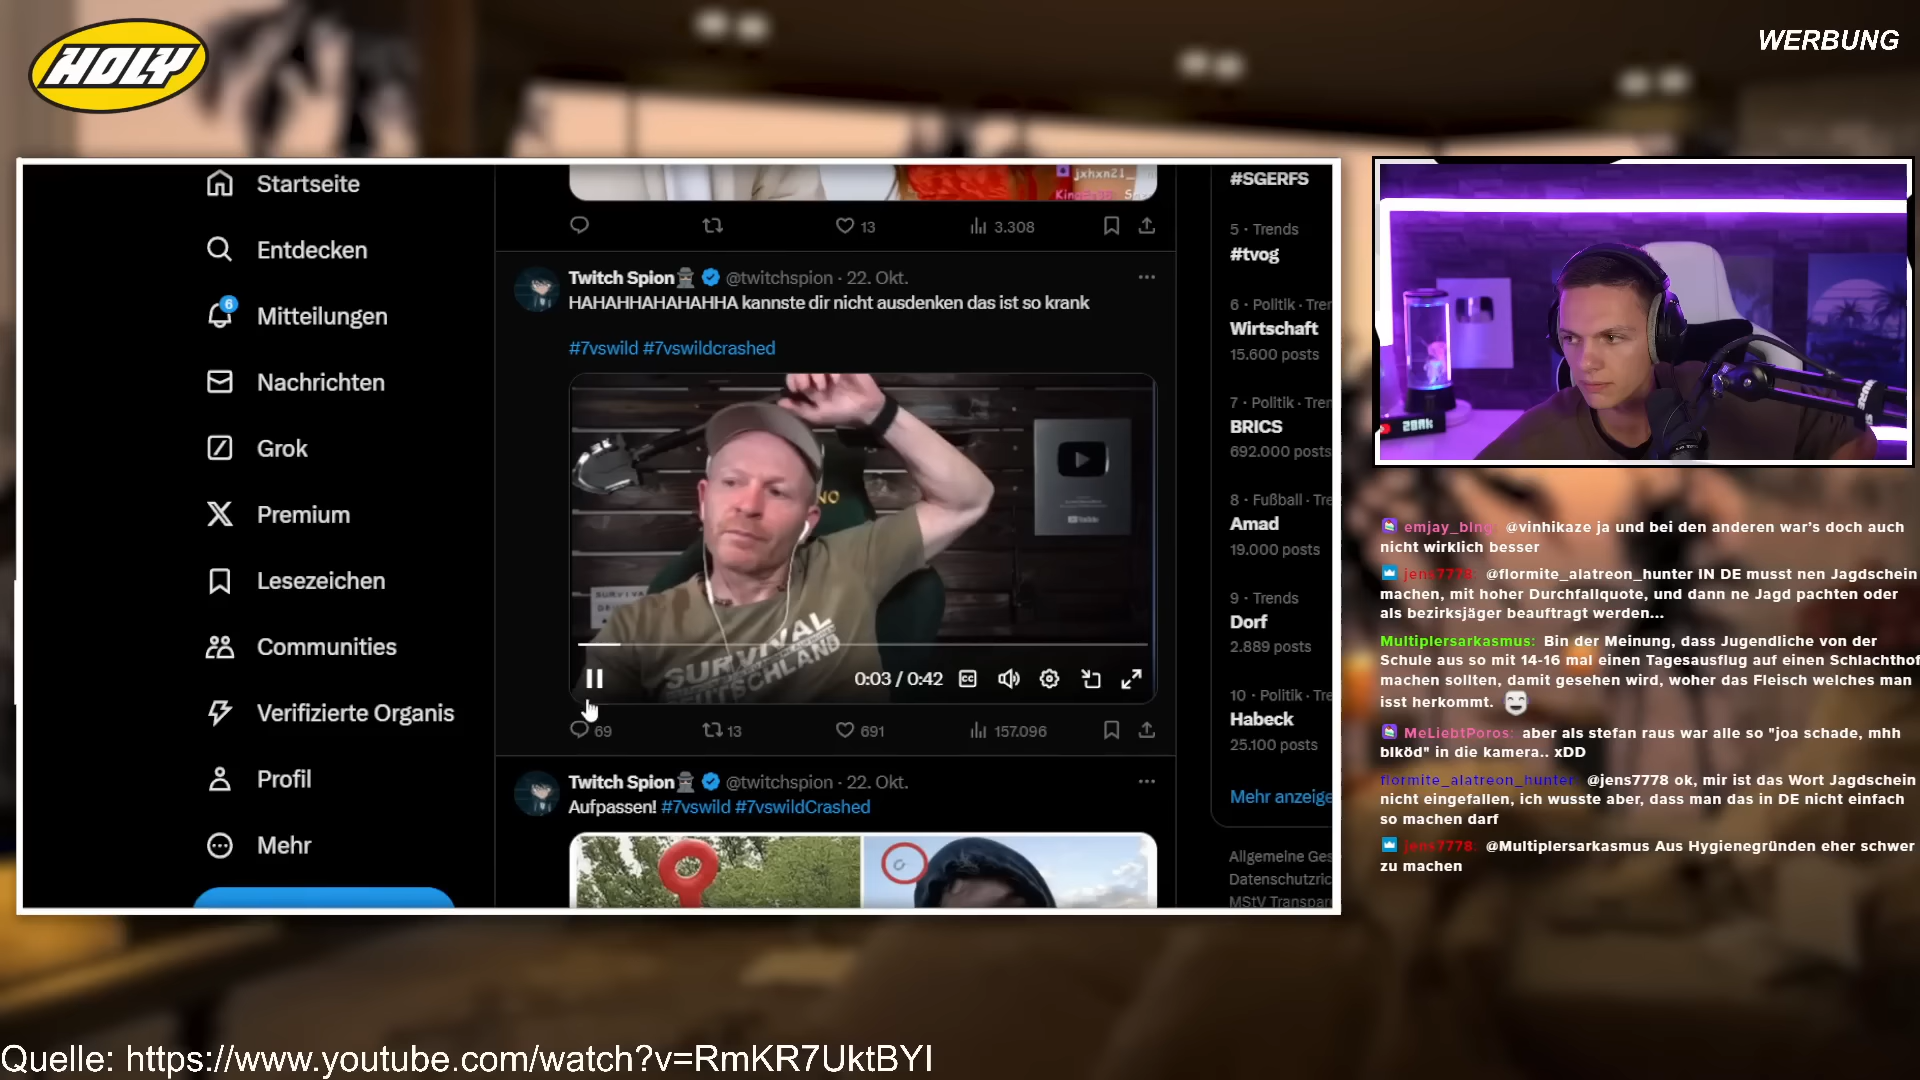 HOLY
WERBUNG
Startseite
Entdecken
6
Mitteilungen
Nachrichten
Grok
Premium
Lesezeichen
Communities
Verifizierte Organis
Profil
Mehr
jxhxn21_
13
3.308
Twitch Spion @twitchspion · 22. Okt.
HAHAHHAHAHAHHA kannste dir nicht ausdenken das ist so krank
#7vswild #7vswildcrashed
SURVIVAL
DEUTSCHLAND
0:03 / 0:42
69
13
691
157.096
Twitch Spion @twitchspion · 22. Okt.
Aufpassen! #7vswild #7vswildCrashed
#SGERFS
5 · Trends
#tvog
6 · Politik · Tren
Wirtschaft
15.600 posts
7 · Politik · Tren
BRICS
692.000 posts
8 · Fußball · Tre
Amad
19.000 posts
9 · Trends
Dorf
2.889 posts
10 · Politik · Tre
Habeck
25.100 posts
Mehr anzeige
Allgemeine Ges
Datenschutzric
MStV Transpar
emjay_bing: @vinhikaze ja und bei den anderen war's doch auch
nicht wirklich besser
jens7778: @flormite_alatreon_hunter IN DE musst nen Jagdschein
machen, mit hoher Durchfallquote, und dann ne Jagd pachten oder
als bezirksjäger beauftragt werden...
Multiplersarkasmus: Bin der Meinung, dass Jugendliche von der
Schule aus so mit 14-16 mal einen Tagesausflug auf einen Schlachthof
machen sollten, damit gesehen wird, woher das Fleisch welches man
isst herkommt.
MeLiebtPoros: aber als stefan raus war alle so "joa schade, mhh
blköd" in die kamera.. xDD
flormite_alatreon_hunter: @jens7778 ok, mir ist das Wort Jagdschein
nicht eingefallen, ich wusste aber, dass man das in DE nicht einfach
so machen darf
jens7778: @Multiplersarkasmus Aus Hygienegründen eher schwer
zu machen
Quelle: https://www.youtube.com/watch?v=RmKR7UktBYI